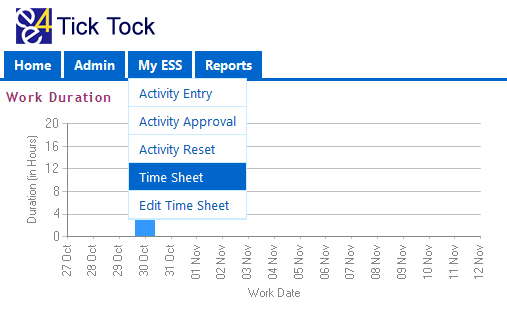 e4e Tick Tock
Home Admin My ESS Reports
Work Duration
Activity Entry
Activity Approval
Activity Reset
Time Sheet
Edit Time Sheet
Duration (in Hours)
20
16
12
8
4
0
27 Oct
28 Oct
29 Oct
30 Oct
31 Oct
01 Nov
02 Nov
03 Nov
04 Nov
05 Nov
06 Nov
07 Nov
08 Nov
09 Nov
10 Nov
11 Nov
12 Nov
Work Date